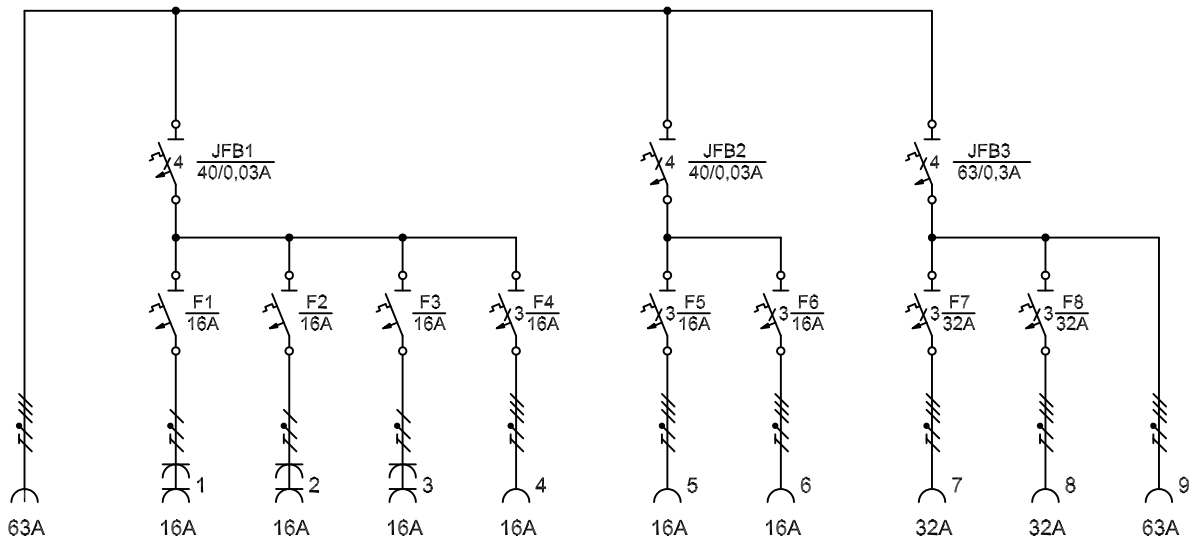 4 JFB1
40/0,03A
4 JFB2
40/0,03A
4 JFB3
63/0,3A
F1
16A
F2
16A
F3
16A
3 F4
16A
3 F5
16A
3 F6
16A
3 F7
32A
3 F8
32A
1 2 3 4 5 6 7 8 9
63A 16A 16A 16A 16A 16A 16A 32A 32A 63A